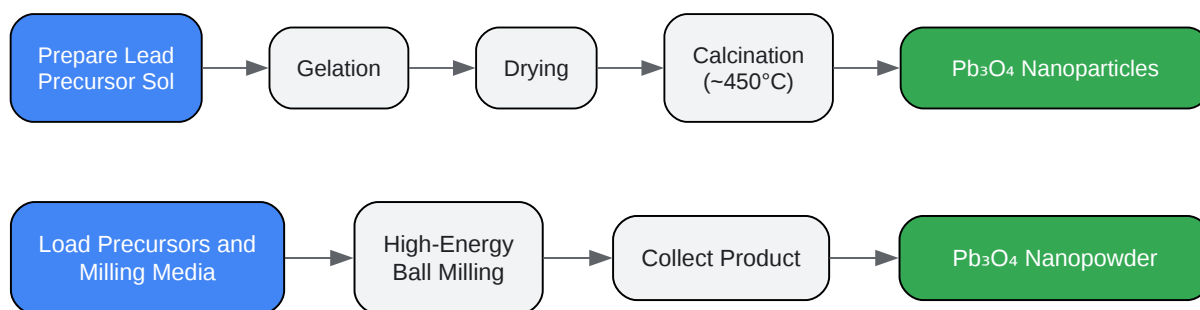 Prepare Lead
Precursor Sol
Gelation
Drying
Calcination
(~450°C)
Pb₃O₄ Nanoparticles
Load Precursors and
Milling Media
High-Energy
Ball Milling
Collect Product
Pb₃O₄ Nanopowder